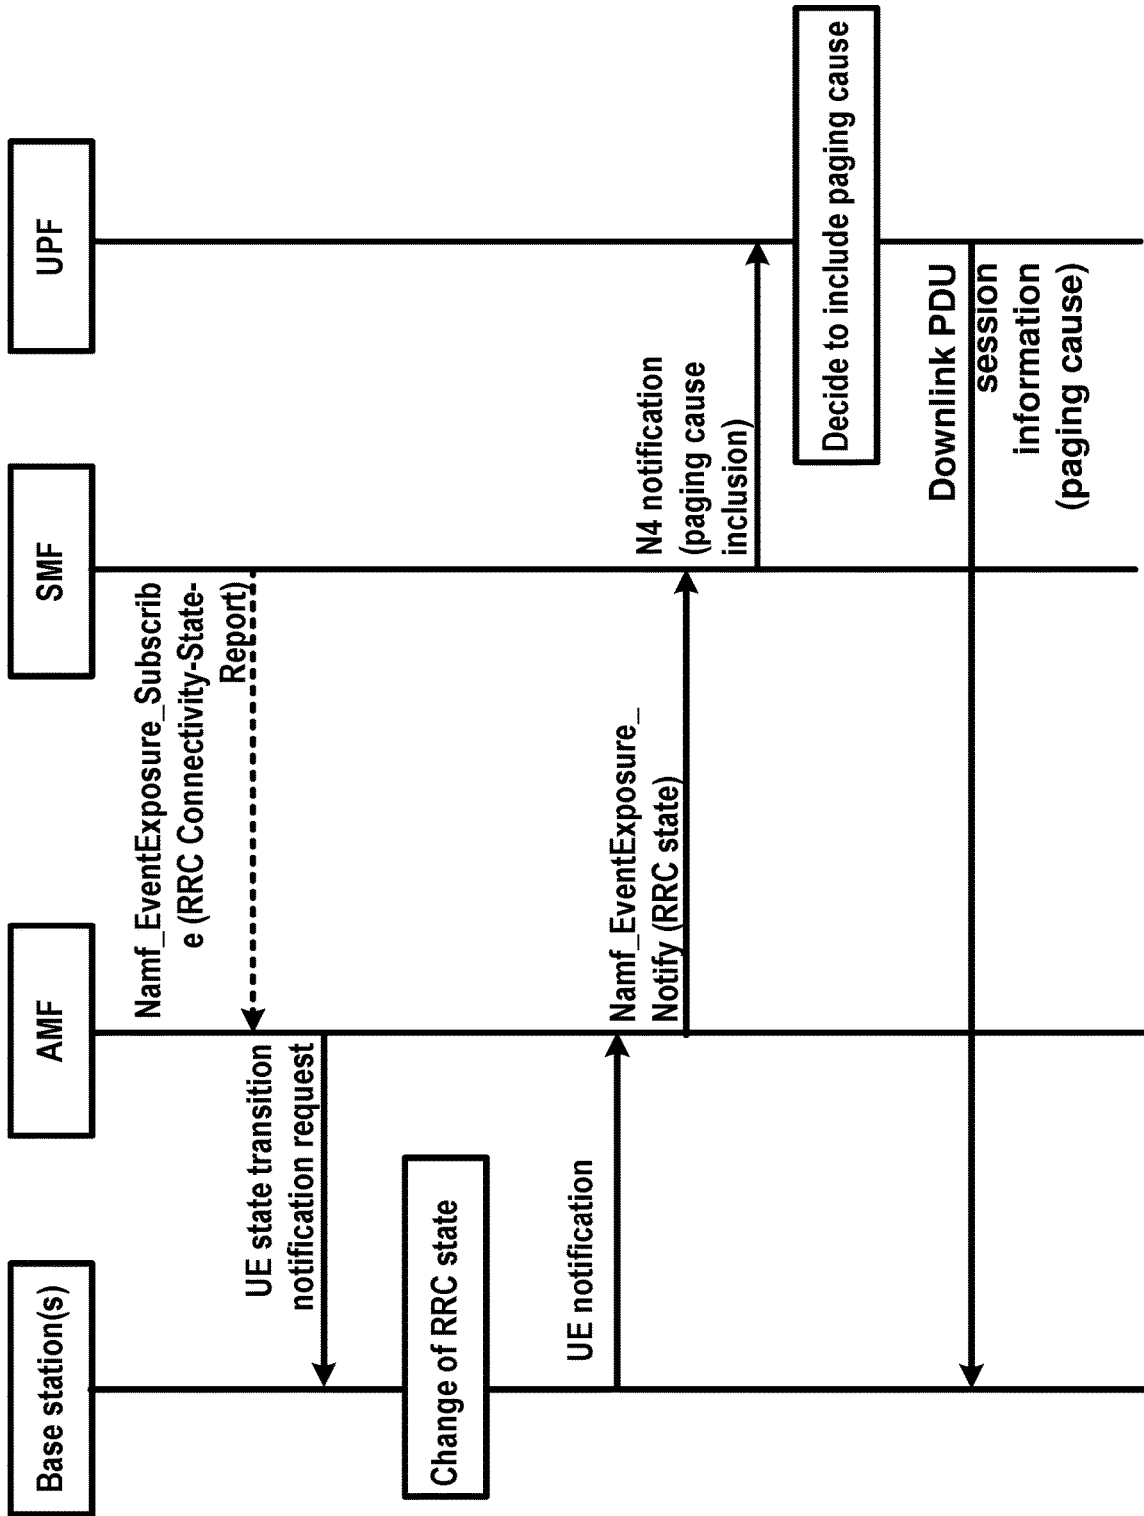 Base station(s)
AMF
SMF
UPF
Namf_EventExposure_Subscrib
e (RRC Connectivity-State-
Report)
UE state transition
notification request
Change of RRC state
UE notification
Namf_EventExposure_
Notify (RRC state)
N4 notification
(paging cause
inclusion)
Decide to include paging cause
Downlink PDU
session
information
(paging cause)